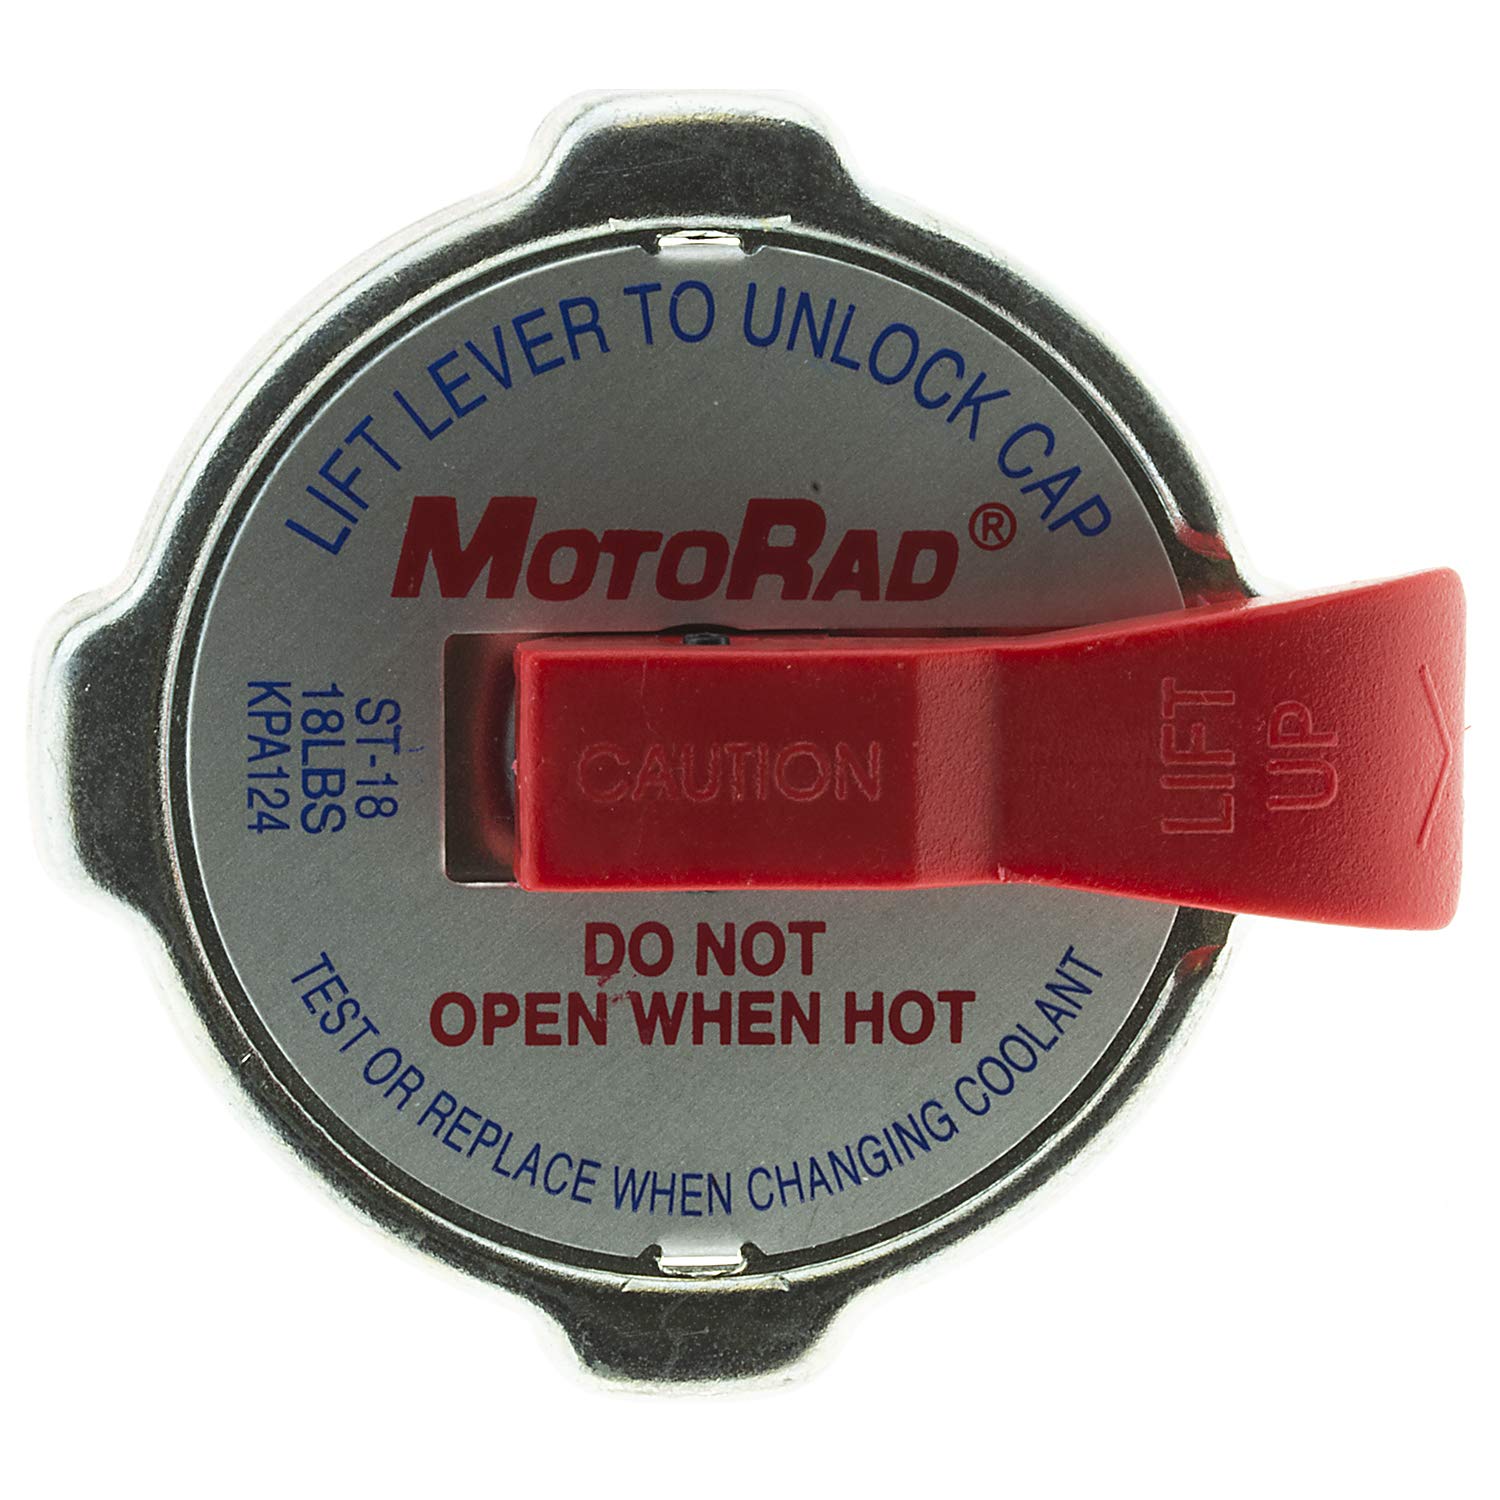 LIFT LEVER TO UNLOCK CAP
MOTORAD®
ST-18
18LBS
KPA124
CAUTION
LIFT
UP
DO NOT
OPEN WHEN HOT
TEST OR REPLACE WHEN CHANGING COOLANT